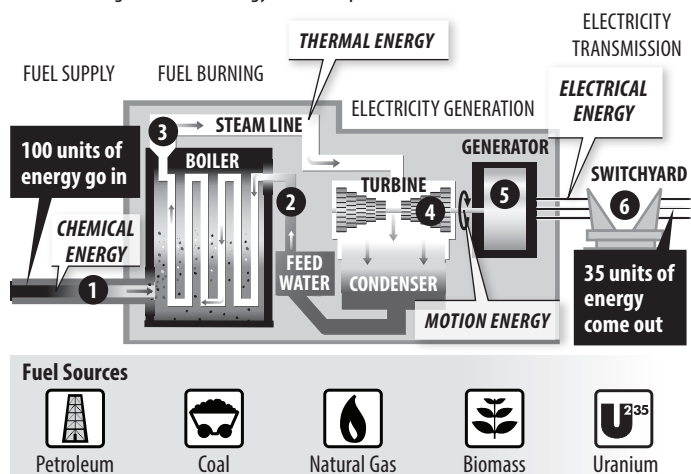 ELECTRICITY
TRANSMISSION
FUEL SUPPLY
FUEL BURNING
THERMAL ENERGY
ELECTRICITY GENERATION
ELECTRICAL
ENERGY
3
STEAM LINE
GENERATOR
100 units of
energy go in
BOILER
SWITCHYARD
TURBINE
2
4
5
6
CHEMICAL
ENERGY
1
FEED
WATER
CONDENSER
MOTION ENERGY
35 units of
energy
come out
Fuel Sources
U235
Petroleum
Coal
Natural Gas
Biomass
Uranium